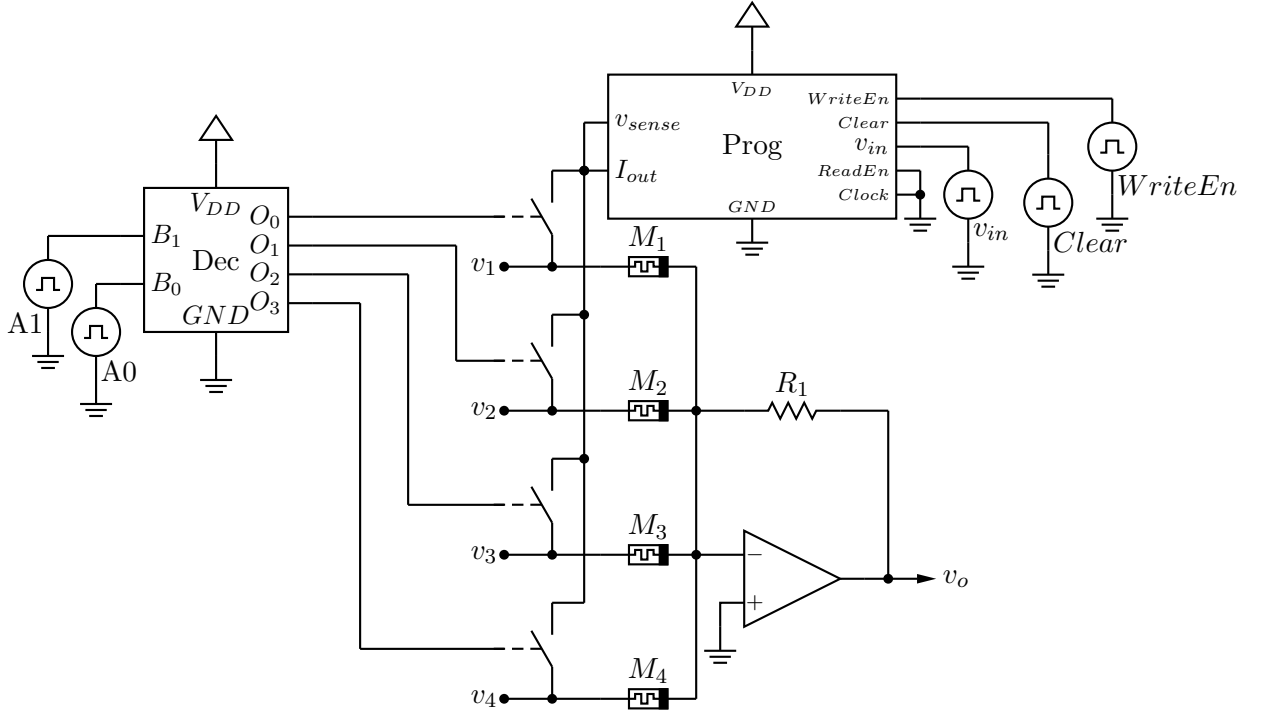 V_DD
WriteEn
v_sense
Clear
Prog
v_in
I_out
ReadEn
Clock
GND
WriteEn
v_in
Clear
V_DD
O_0
B_1
O_1
Dec
O_2
B_0
O_3
GND
A1
A0
M_1
v_1
M_2
v_2
R_1
M_3
v_3
−
v_o
+
M_4
v_4